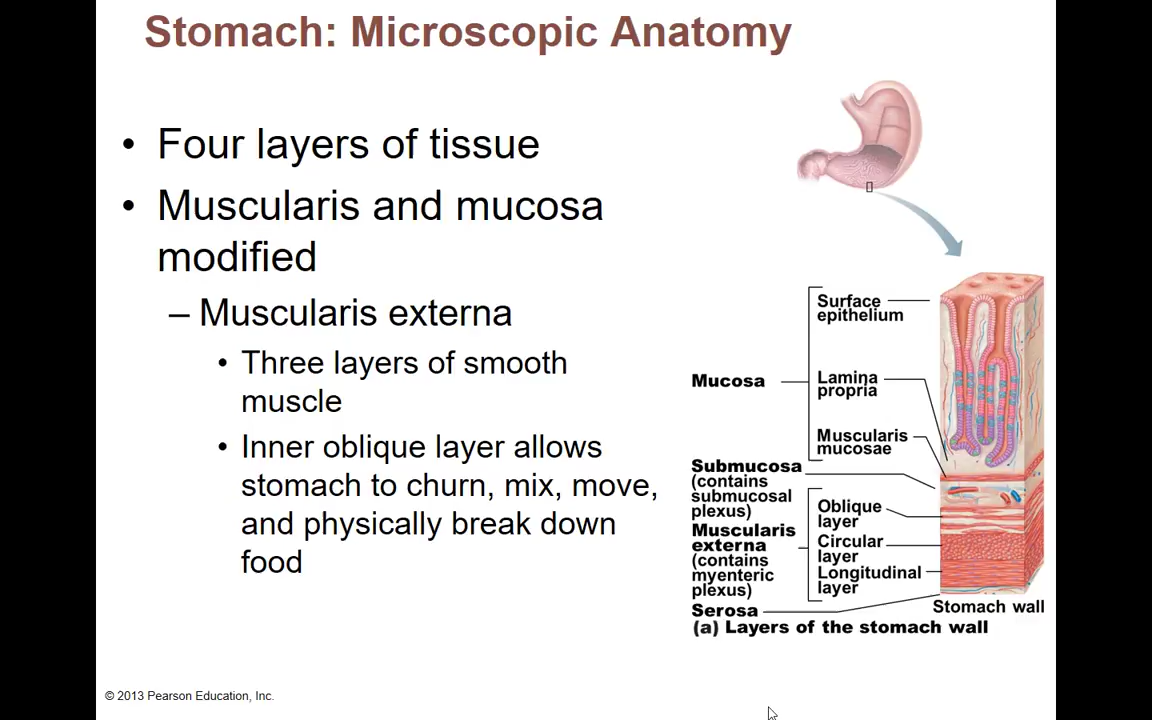 Stomach: Microscopic Anatomy
• Four layers of tissue
• Muscularis and mucosa
modified
– Muscularis externa
• Three layers of smooth
muscle
• Inner oblique layer allows
stomach to churn, mix, move,
and physically break down
food
Surface
epithelium
Mucosa
Lamina
propria
Muscularis
mucosae
Submucosa
(contains
submucosal
plexus)
Oblique
layer
Muscularis
externa
(contains
myenteric
plexus)
Circular
layer
Longitudinal
layer
Serosa
Stomach wall
(a) Layers of the stomach wall
© 2013 Pearson Education, Inc.